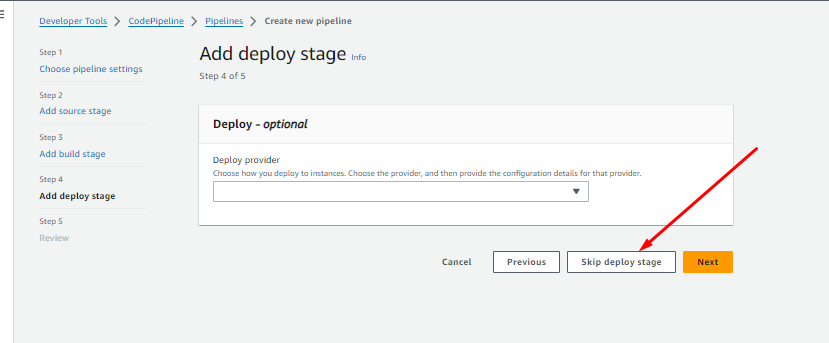 Developer Tools > CodePipeline > Pipelines > Create new pipeline
Step 1
Choose pipeline settings
Step 2
Add source stage
Step 3
Add build stage
Step 4
Add deploy stage
Step 5
Review
Add deploy stage Info
Step 4 of 5
Deploy - optional
Deploy provider
Choose how you deploy to instances. Choose the provider, and then provide the configuration details for that provider.
Cancel Previous Skip deploy stage Next